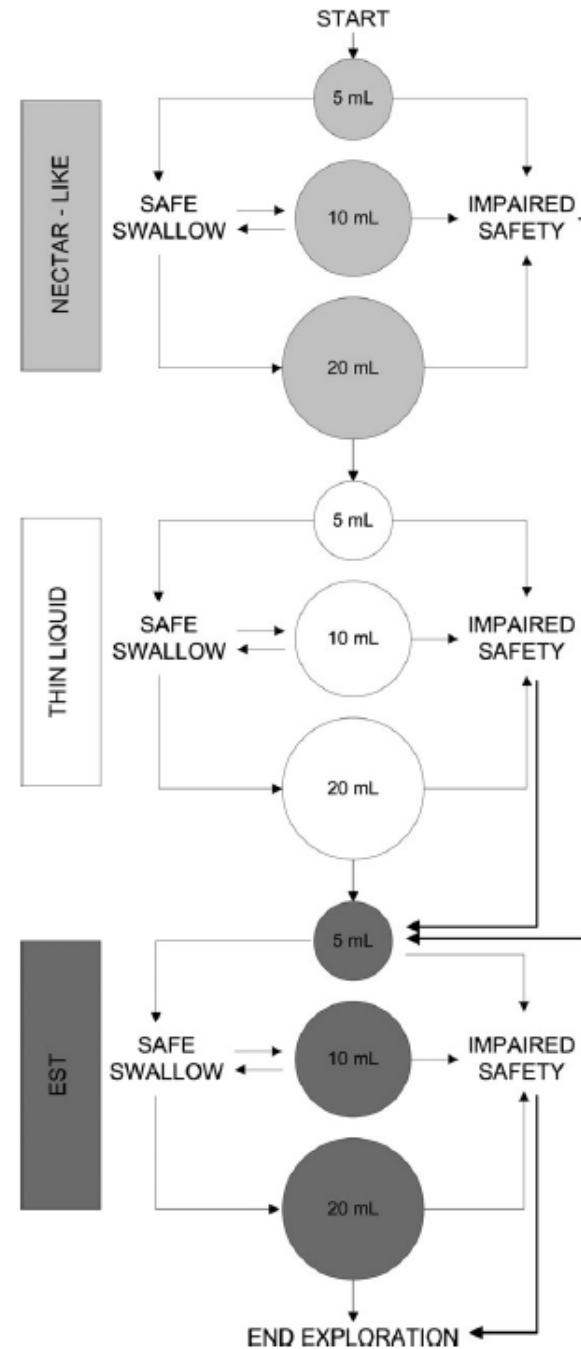 START
5 mL
NECTAR - LIKE
SAFE
SWALLOW
10 mL
IMPAIRED
SAFETY
20 mL
5 mL
THIN LIQUID
SAFE
SWALLOW
10 mL
IMPAIRED
SAFETY
20 mL
5 mL
EST
SAFE
SWALLOW
10 mL
IMPAIRED
SAFETY
20 mL
END EXPLORATION